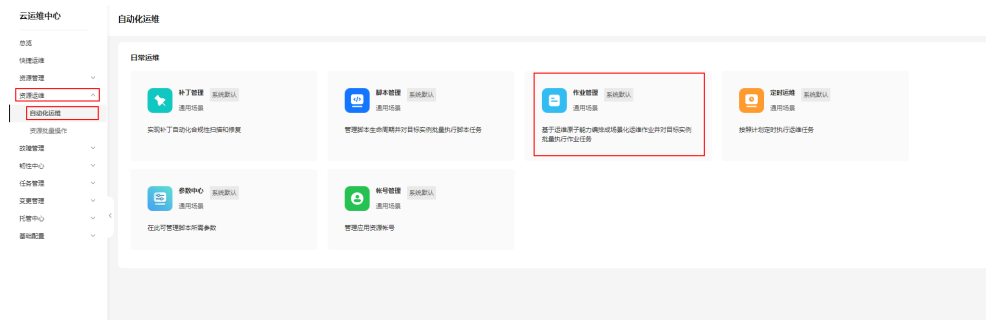 云运维中心
总览
快捷运维
资源管理
资源运维
自动化运维
资源批量操作
故障管理
韧性中心
任务管理
变更管理
托管中心
基础配置
自动化运维
日常运维
补丁管理 系统默认
通用场景
实现补丁自动化合规性扫描和修复
脚本管理 系统默认
通用场景
管理脚本生命周期并对目标实例批量执行脚本任务
作业管理 系统默认
通用场景
基于运维原子能力编排成场景化运维作业并对目标实例
批量执行作业任务
定时运维 系统默认
通用场景
按照计划定时执行运维任务
参数中心 系统默认
通用场景
在此可管理脚本所需参数
帐号管理 系统默认
通用场景
管理应用资源帐号